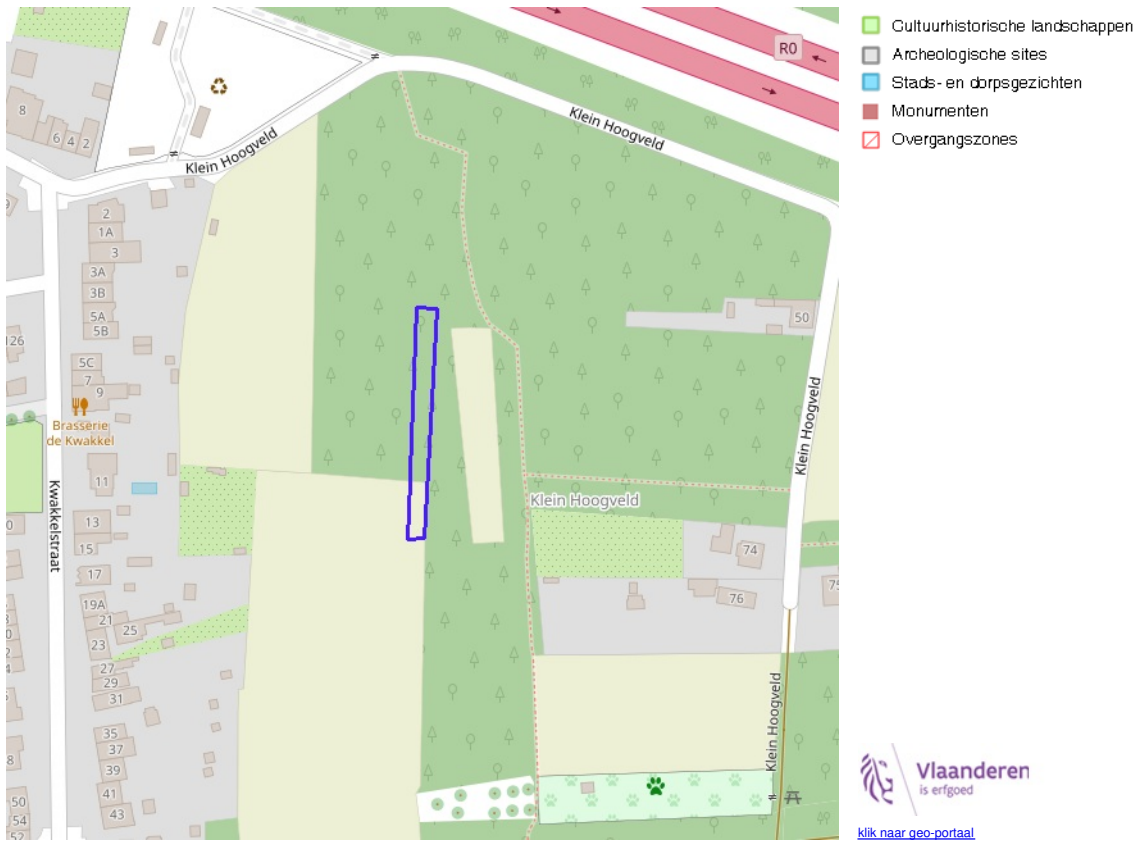 R0
Klein Hoogveld
Klein Hoogveld
8
6
4
2
2
1A
3
3A
3B
5A
5B
126
5C
7
9
Brasserie
de Kwakkel
11
Kwakkelstraat
13
15
17
19A
21
25
23
27
29
31
35
37
39
41
43
50
54
52
50
Klein Hoogveld
Klein Hoogveld
74
76
Klein Hoogveld
Cultuurhistorische landschappen
Archeologische sites
Stads- en dorpsgezichten
Monumenten
Overgangszones
Vlaanderen
is erfgoed
klik naar geo-portaal